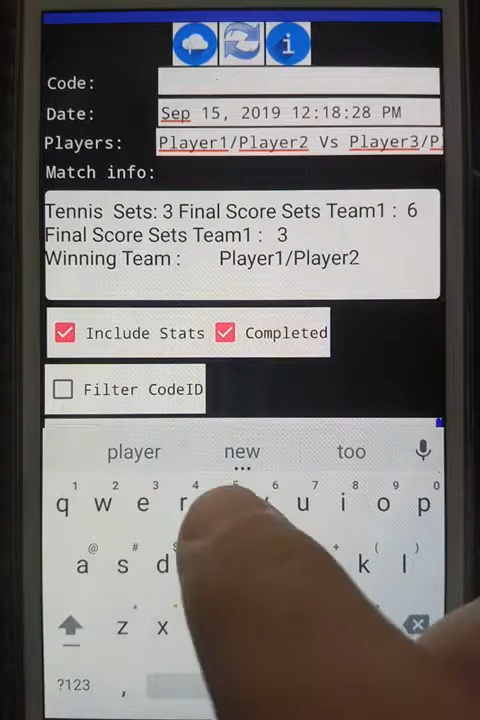 i
Code:
Date: Sep 15, 2019 12:18:28 PM
Players: Player1/Player2 Vs Player3/P
Match info:
Tennis Sets: 3 Final Score Sets Team1 : 6
Final Score Sets Team1 : 3
Winning Team : Player1/Player2
Include Stats Completed
Filter CodeID
player new too
1 2 3 4 5 6 7 8 9 0
q w e r u i o p
@ # + ( )
a s d k l
z x
?123 ,